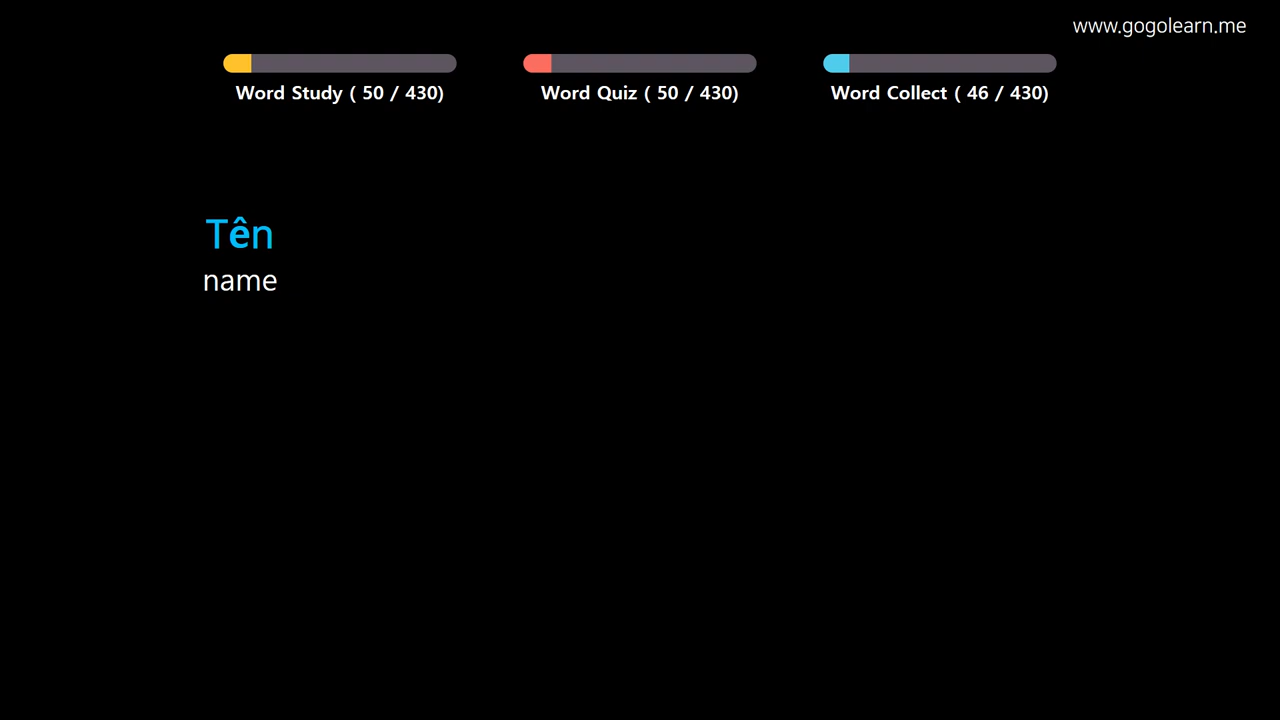 www.gogolearn.me
Word Study ( 50 / 430)
Word Quiz ( 50 / 430)
Word Collect ( 46 / 430)
Tên
name